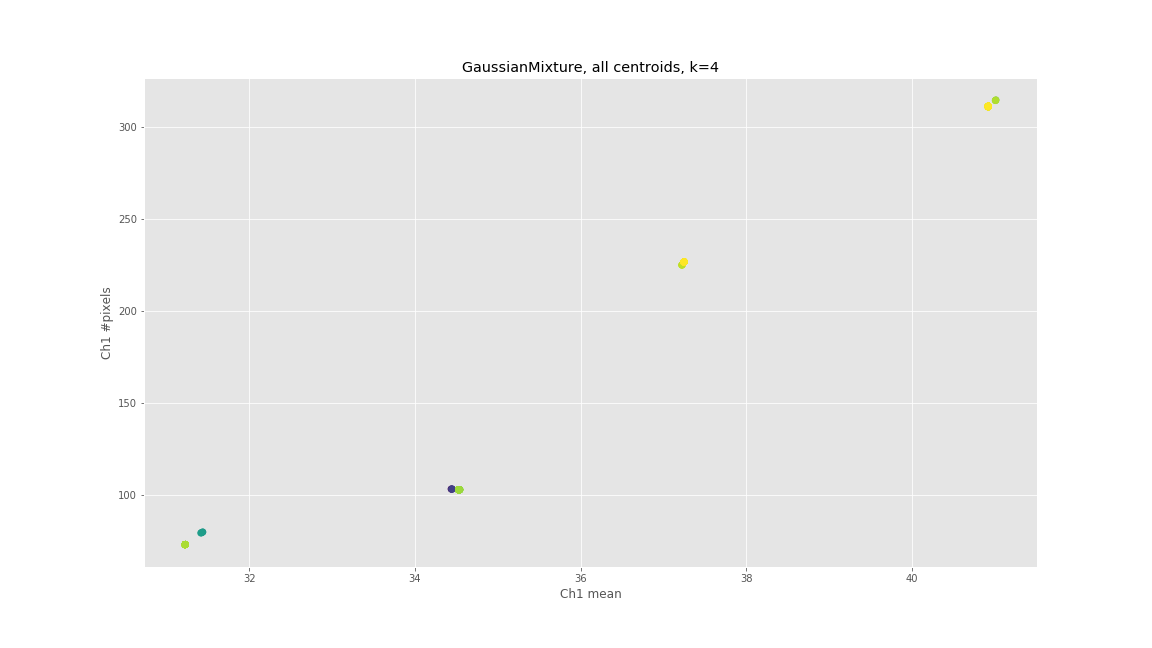 GaussianMixture, all centroids, k=4
300
250
200
150
100
Ch1 #pixels
32 34 36 38 40
Ch1 mean